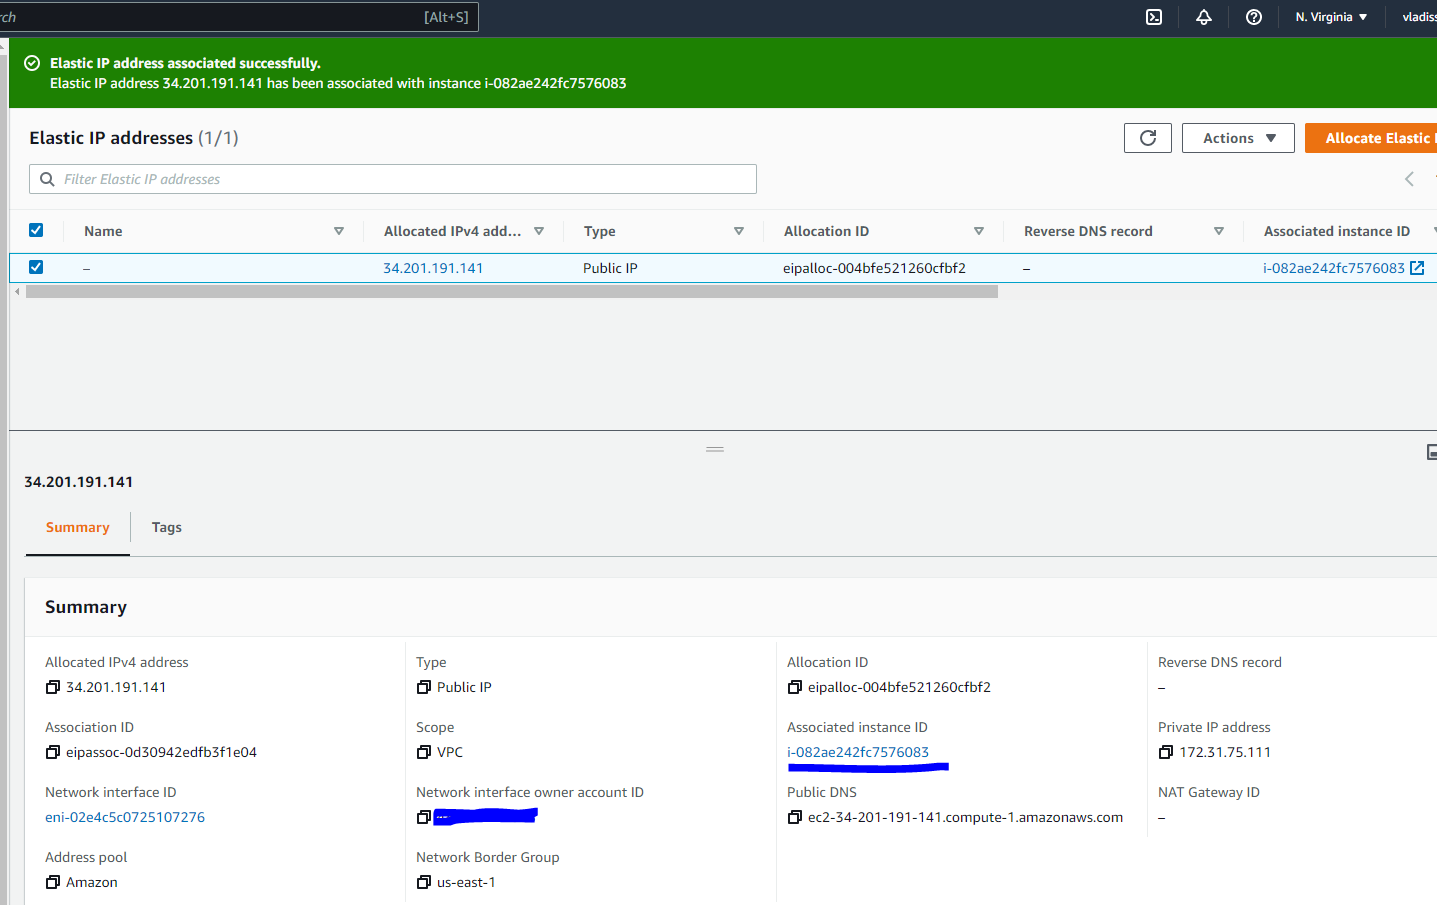 rch [Alt+S] N. Virginia vladiss
Elastic IP address associated successfully.
Elastic IP address 34.201.191.141 has been associated with instance i-082ae242fc7576083
Elastic IP addresses (1/1) Actions Allocate Elastic
Filter Elastic IP addresses
Name Allocated IPv4 add... Type Allocation ID Reverse DNS record Associated instance ID
– 34.201.191.141 Public IP eipalloc-004bfe521260cfbf2 – i-082ae242fc7576083
34.201.191.141
Summary Tags
Summary
Allocated IPv4 address Type Allocation ID Reverse DNS record
34.201.191.141 Public IP eipalloc-004bfe521260cfbf2 –
Association ID Scope Associated instance ID Private IP address
eipassoc-0d30942edfb3f1e04 VPC i-082ae242fc7576083 172.31.75.111
Network interface ID Network interface owner account ID Public DNS NAT Gateway ID
eni-02e4c5c0725107276 ec2-34-201-191-141.compute-1.amazonaws.com –
Address pool Network Border Group
Amazon us-east-1